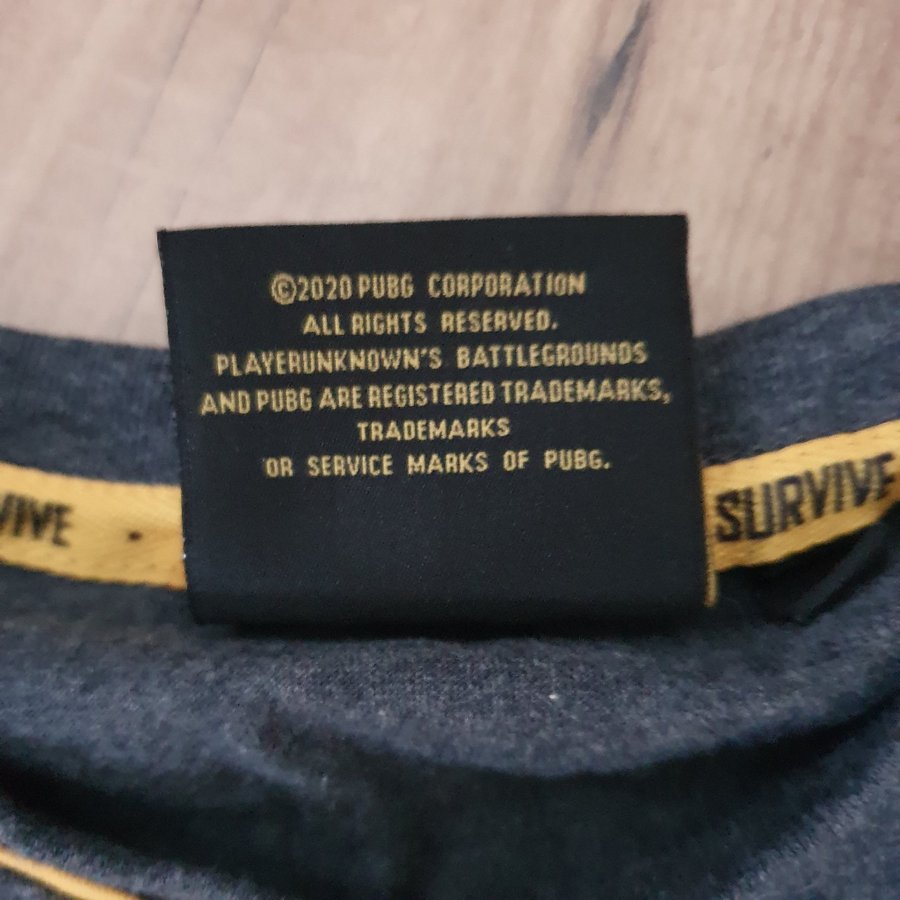 ©2020 PUBG CORPORATION
ALL RIGHTS RESERVED.
PLAYERUNKNOWN'S BATTLEGROUNDS
AND PUBG ARE REGISTERED TRADEMARKS,
TRADEMARKS
OR SERVICE MARKS OF PUBG.
VIVE •
SURVIVE